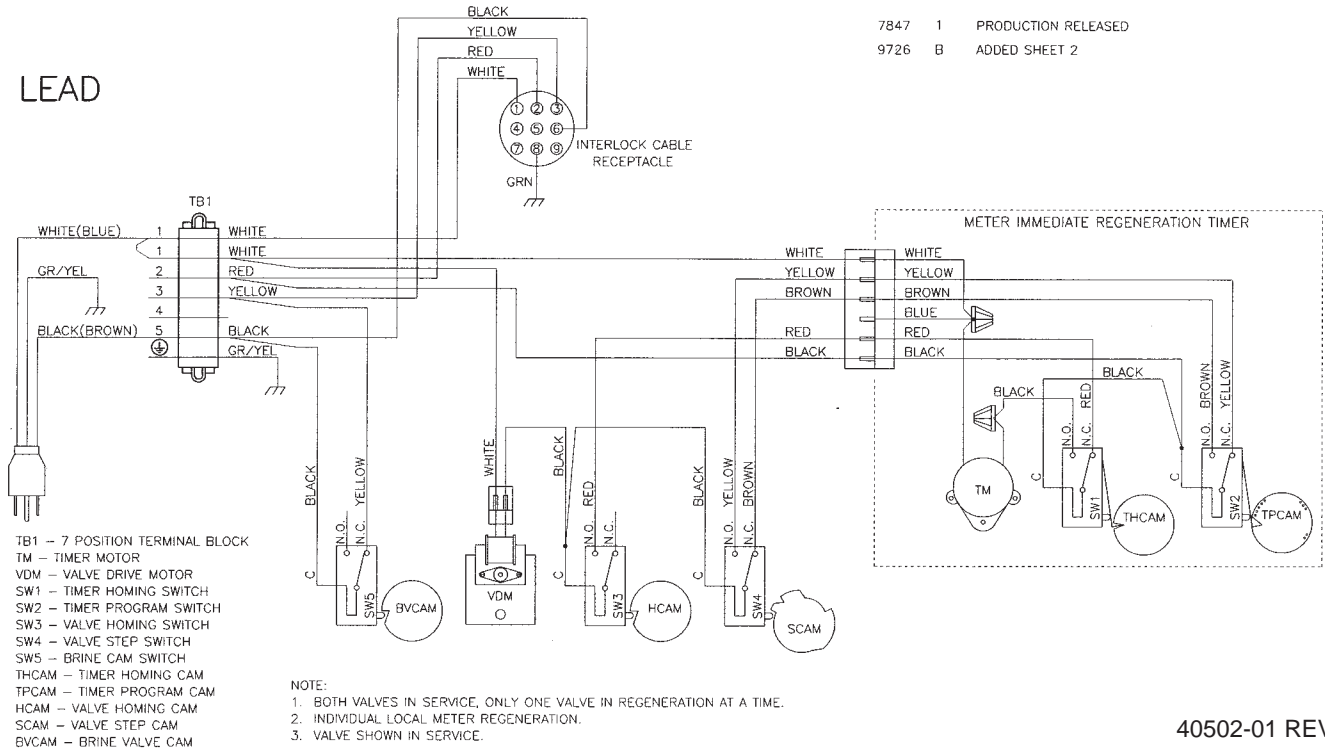 BLACK
YELLOW
RED
WHITE
7847 1 PRODUCTION RELEASED
9726 B ADDED SHEET 2
LEAD
1 2 3
4 5 6
7 8 9
INTERLOCK CABLE
RECEPTACLE
GRN
TB1
WHITE(BLUE) 1 WHITE
1 WHITE
GR/YEL 2 RED
3 YELLOW
4
BLACK(BROWN) 5 BLACK
GR/YEL
METER IMMEDIATE REGENERATION TIMER
WHITE WHITE
YELLOW YELLOW
BROWN BROWN
BLUE
RED RED
BLACK BLACK
BLACK
BLACK
RED
BROWN
YELLOW
N.O.
N.C.
C
SW1
THCAM
TM
N.O.
N.C.
C
SW2
TPCAM
BLACK
YELLOW
N.O.
N.C.
C
SW5
BVCAM
WHITE
VDM
BLACK
RED
N.O.
N.C.
C
SW3
HCAM
BLACK
YELLOW
BROWN
N.O.
N.C.
C
SW4
SCAM
TB1 – 7 POSITION TERMINAL BLOCK
TM – TIMER MOTOR
VDM – VALVE DRIVE MOTOR
SW1 – TIMER HOMING SWITCH
SW2 – TIMER PROGRAM SWITCH
SW3 – VALVE HOMING SWITCH
SW4 – VALVE STEP SWITCH
SW5 – BRINE CAM SWITCH
THCAM – TIMER HOMING CAM
TPCAM – TIMER PROGRAM CAM
HCAM – VALVE HOMING CAM
SCAM – VALVE STEP CAM
BVCAM – BRINE VALVE CAM
NOTE:
1. BOTH VALVES IN SERVICE, ONLY ONE VALVE IN REGENERATION AT A TIME.
2. INDIVIDUAL LOCAL METER REGENERATION.
3. VALVE SHOWN IN SERVICE.
40502-01 REV